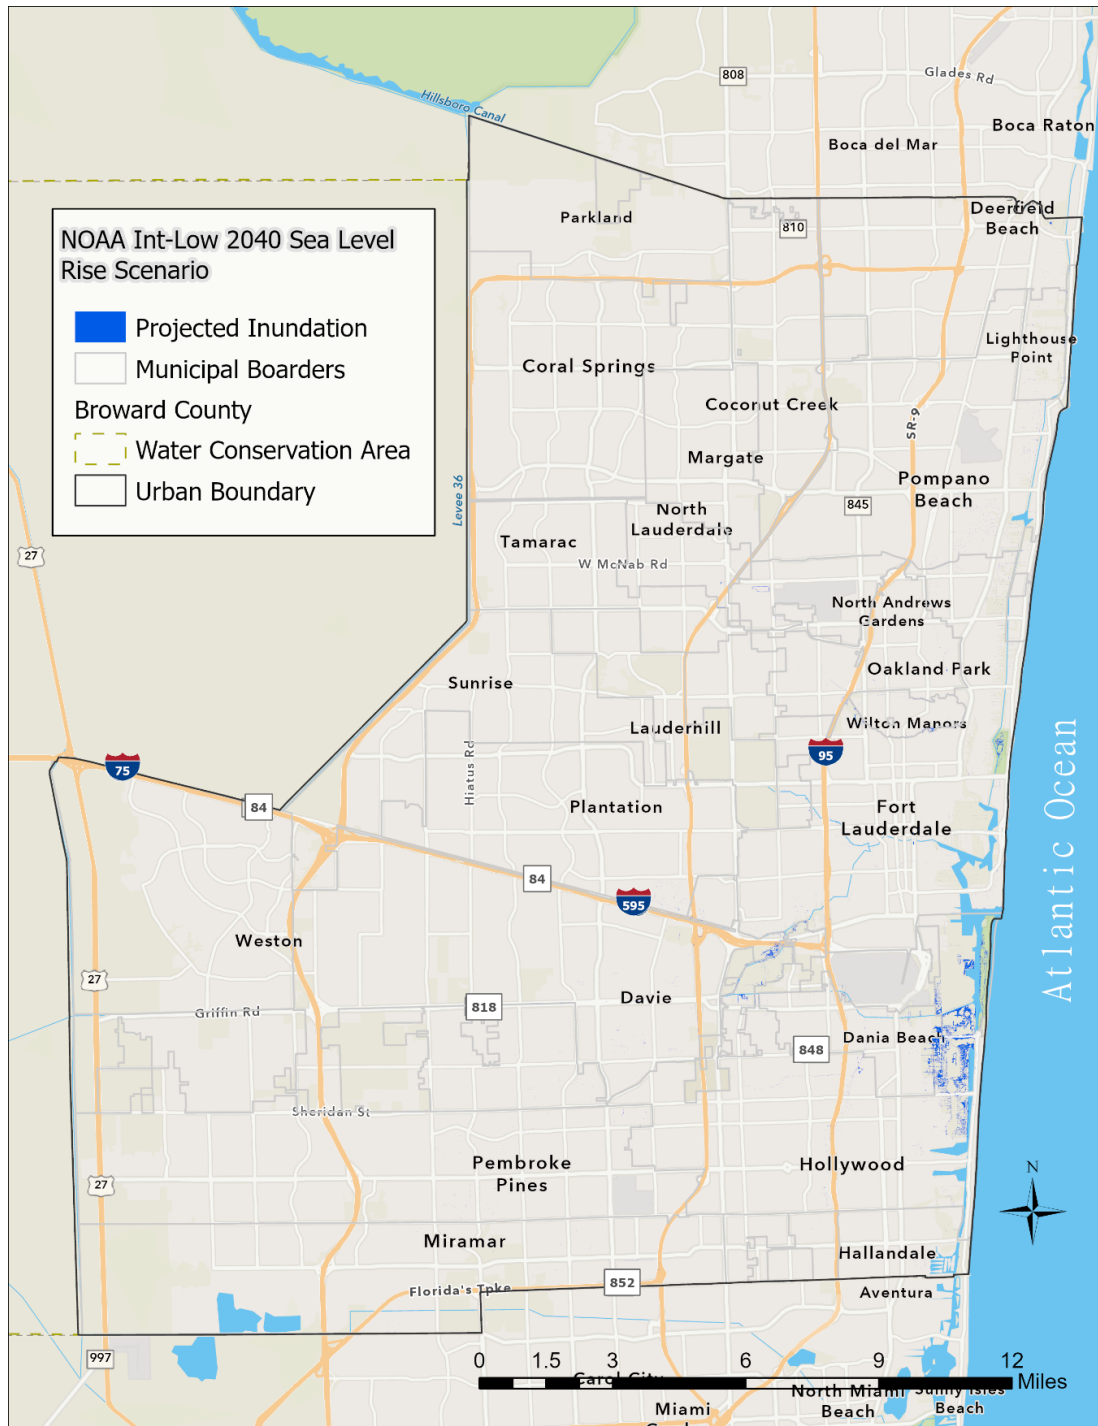 808
Glades Rd
Hillsboro Canal
Boca Raton
Boca del Mar
Parkland
810
Deerfield
Beach
NOAA Int-Low 2040 Sea Level
Rise Scenario
Projected Inundation
Municipal Boarders
Broward County
Water Conservation Area
Urban Boundary
Lighthouse
Point
Coral Springs
Coconut Creek
SR-9
Margate
Pompano
Beach
Levee 36
845
North
Lauderdale
Tamarac
27
W McNab Rd
North Andrews
Gardens
Oakland Park
Sunrise
Lauderhill
Wilton Manors
Hiatus Rd
75
95
84
Plantation
Fort
Lauderdale
Atlantic Ocean
84
595
Weston
27
Davie
818
Griffin Rd
Dania Beach
848
Sheridan St
Pembroke
Pines
Hollywood
27
N
Miramar
Hallandale
852
Florida's Tpke
Aventura
997
0 1.5 3 6 9 12
Miles
Carol City
North Miami
Beach
Sunny Isles
Beach
Miami